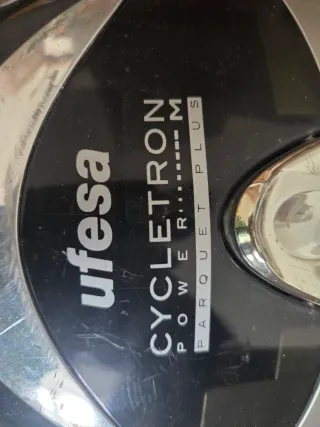 ufesa
CYCLETRON
POWER M
PARQUET PLUS